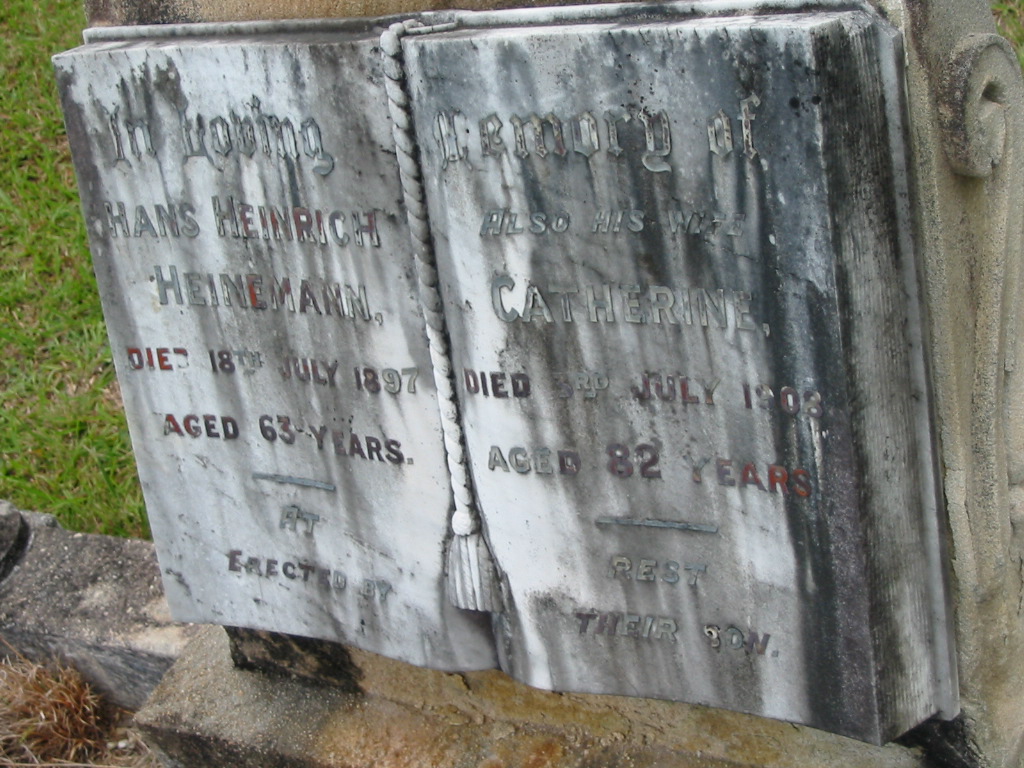 In Loving Memory of
HANS HEINRICH
HEINEMANN,
DIED 18TH JULY 1897
AGED 63 YEARS.
ALSO HIS WIFE
CATHERINE,
DIED 3RD JULY 1908
AGED 82 YEARS
AT REST
ERECTED BY THEIR SON.